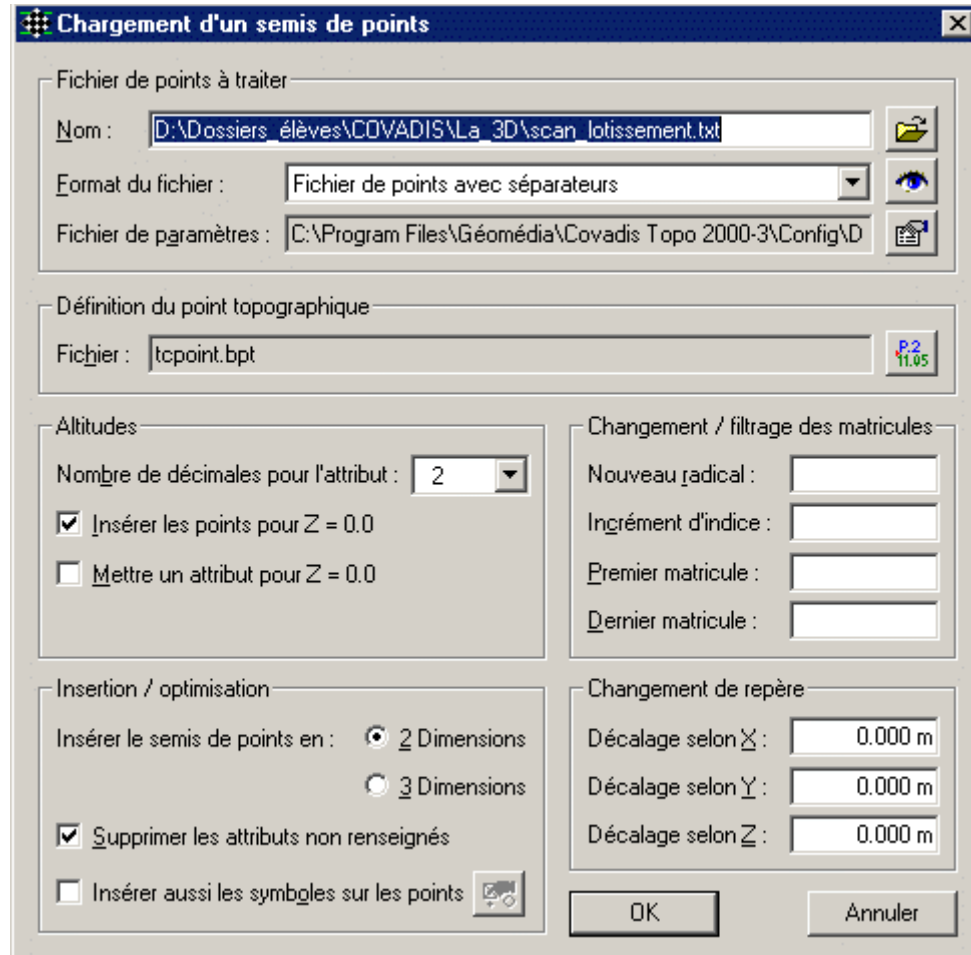 Chargement d'un semis de points
Fichier de points à traiter
Nom : D:\Dossiers_élèves\COVADIS\La_3D\scan_lotissement.txt
Format du fichier : Fichier de points avec séparateurs
Fichier de paramètres : C:\Program Files\Géomédia\Covadis Topo 2000-3\Config\D
Définition du point topographique
Fichier : tcpoint.bpt
P.2
11.05
Altitudes
Nombre de décimales pour l'attribut : 2
Insérer les points pour Z = 0.0
Mettre un attribut pour Z = 0.0
Changement / filtrage des matricules
Nouveau radical :
Incrément d'indice :
Premier matricule :
Dernier matricule :
Insertion / optimisation
Insérer le semis de points en : 2 Dimensions
3 Dimensions
Supprimer les attributs non renseignés
Insérer aussi les symboles sur les points
Changement de repère
Décalage selon X : 0.000 m
Décalage selon Y : 0.000 m
Décalage selon Z : 0.000 m
OK Annuler